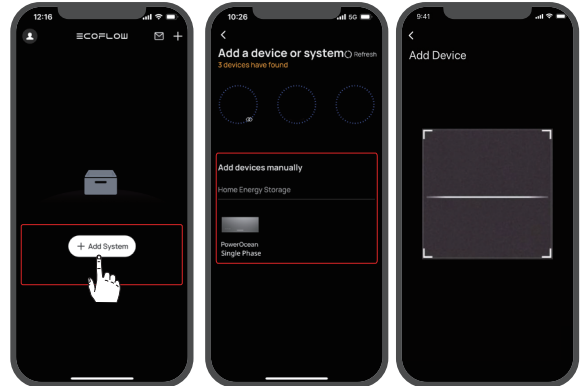 12:16
ECOFLOW
+ Add System
10:26
5G
Add a device or system
Refresh
3 devices have found
Add devices manually
Home Energy Storage
PowerOcean
Single Phase
9:41
Add Device